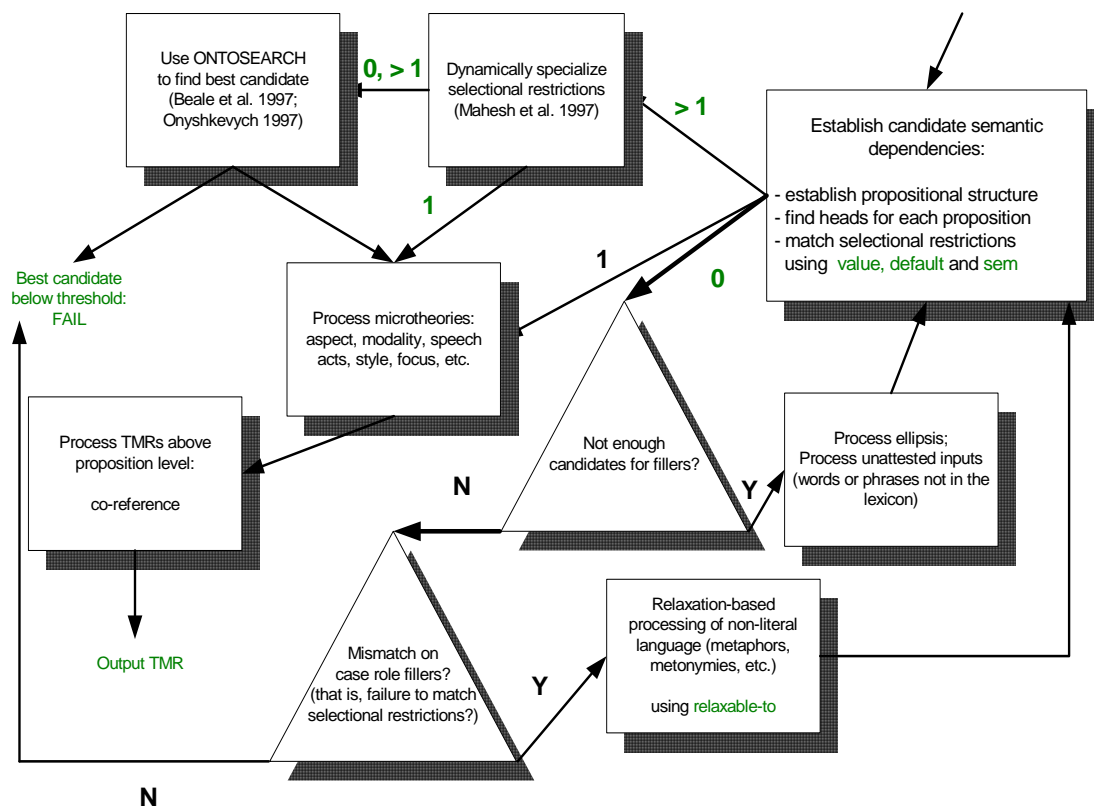 Use ONTOSEARCH
to find best candidate
(Beale et al. 1997;
Onyshkevych 1997)
0, > 1
Dynamically specialize
selectional restrictions
(Mahesh et al. 1997)
> 1
Establish candidate semantic
dependencies:
- establish propositional structure
- find heads for each proposition
- match selectional restrictions
using value, default and sem
1
1
0
Best candidate
below threshold:
FAIL
Process microtheories:
aspect, modality, speech
acts, style, focus, etc.
Process TMRs above
proposition level:
co-reference
Not enough
candidates for fillers?
N
Y
Process ellipsis;
Process unattested inputs
(words or phrases not in the
lexicon)
Output TMR
Mismatch on
case role fillers?
(that is, failure to match
selectional restrictions?)
Y
Relaxation-based
processing of non-literal
language (metaphors,
metonymies, etc.)
using relaxable-to
N